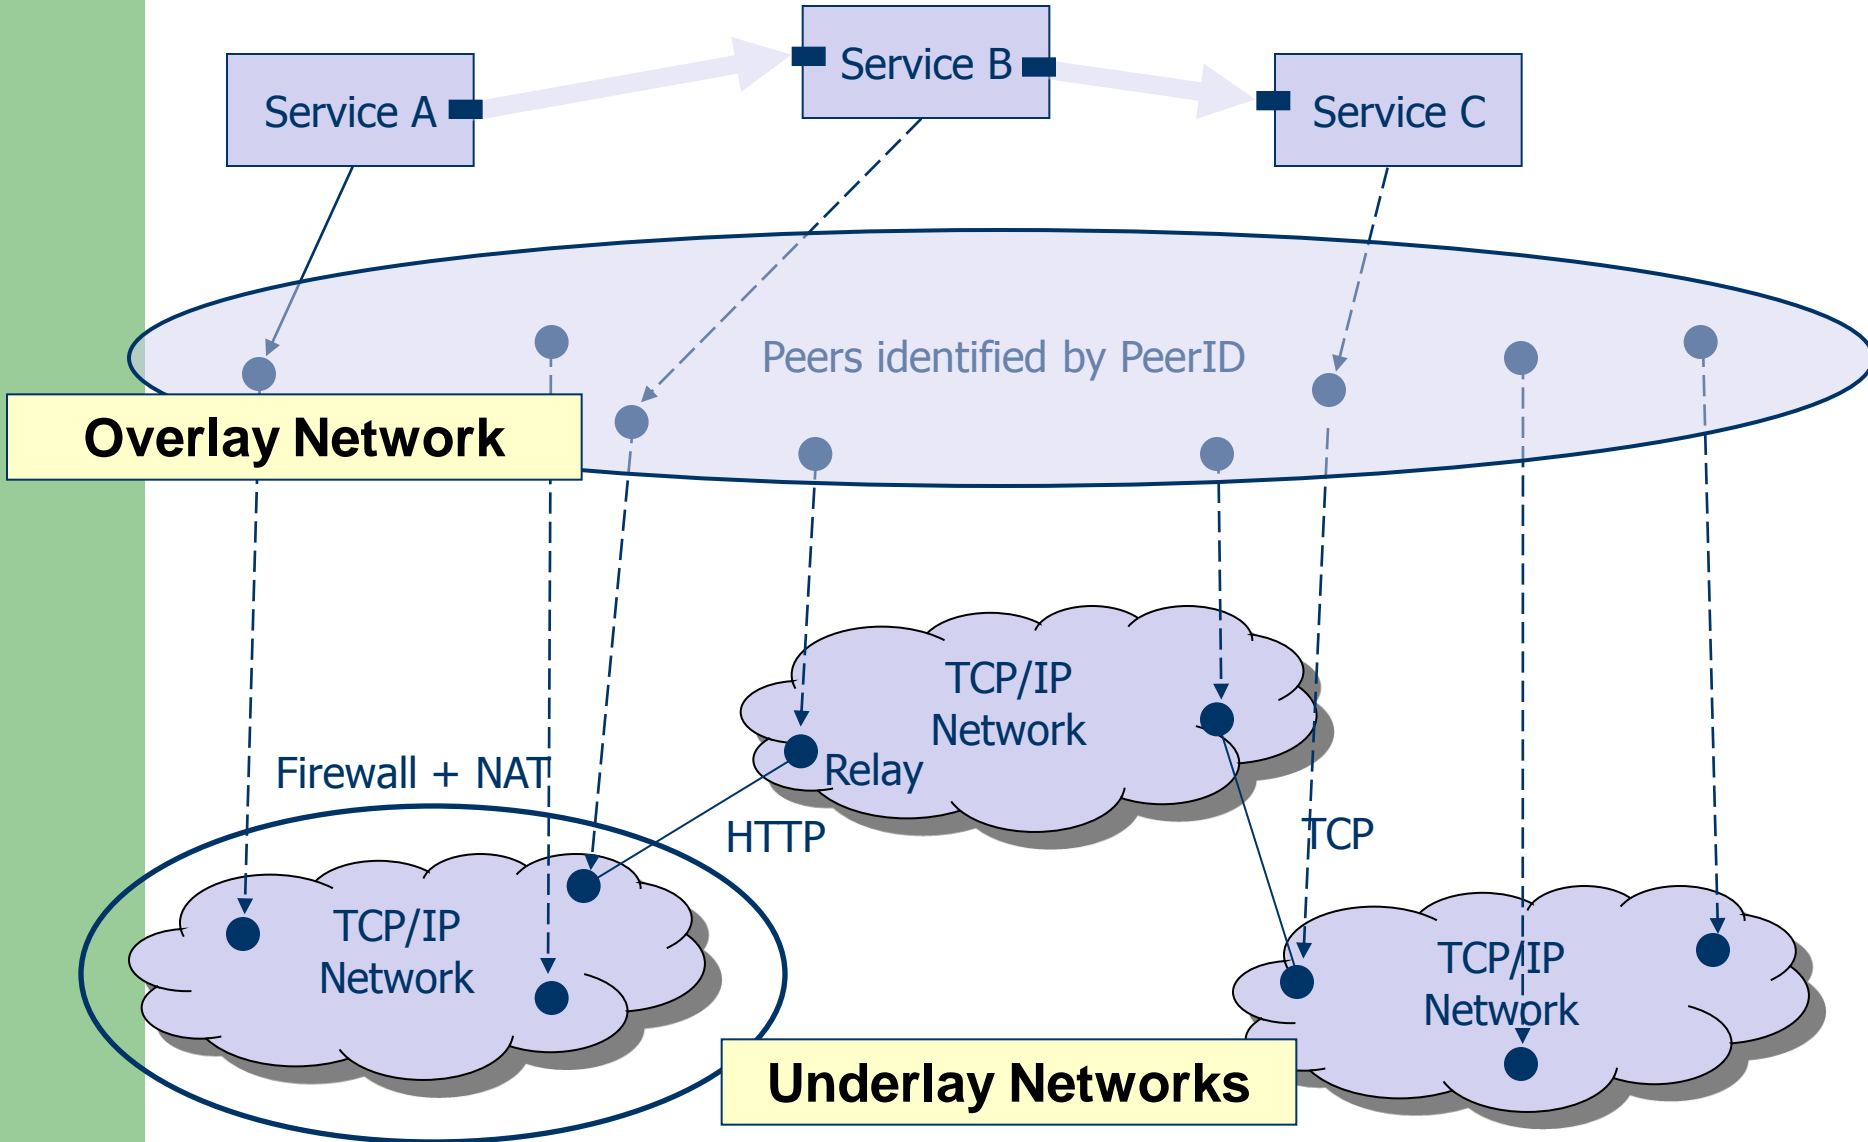 Service A
Service B
Service C
Peers identified by PeerID
Overlay Network
TCP/IP
Network
Relay
Firewall + NAT
HTTP
TCP
TCP/IP
Network
TCP/IP
Network
Underlay Networks